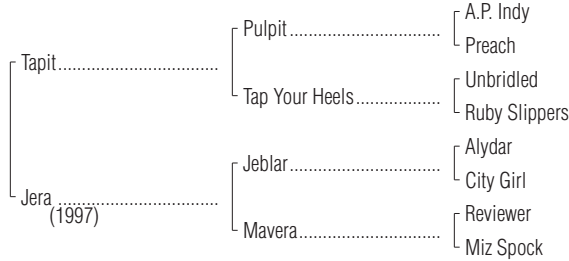 A.P. Indy
Pulpit
Preach
Tapit
Unbridled
Tap Your Heels
Ruby Slippers
Alydar
Jeblar
City Girl
Jera
(1997)
Reviewer
Mavera
Miz Spock